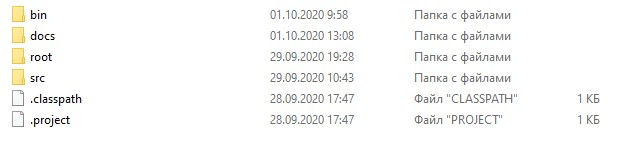 bin 01.10.2020 9:58 Папка с файлами
docs 01.10.2020 13:08 Папка с файлами
root 29.09.2020 19:28 Папка с файлами
src 29.09.2020 10:43 Папка с файлами
.classpath 28.09.2020 17:47 Файл "CLASSPATH" 1 КБ
.project 28.09.2020 17:47 Файл "PROJECT" 1 КБ